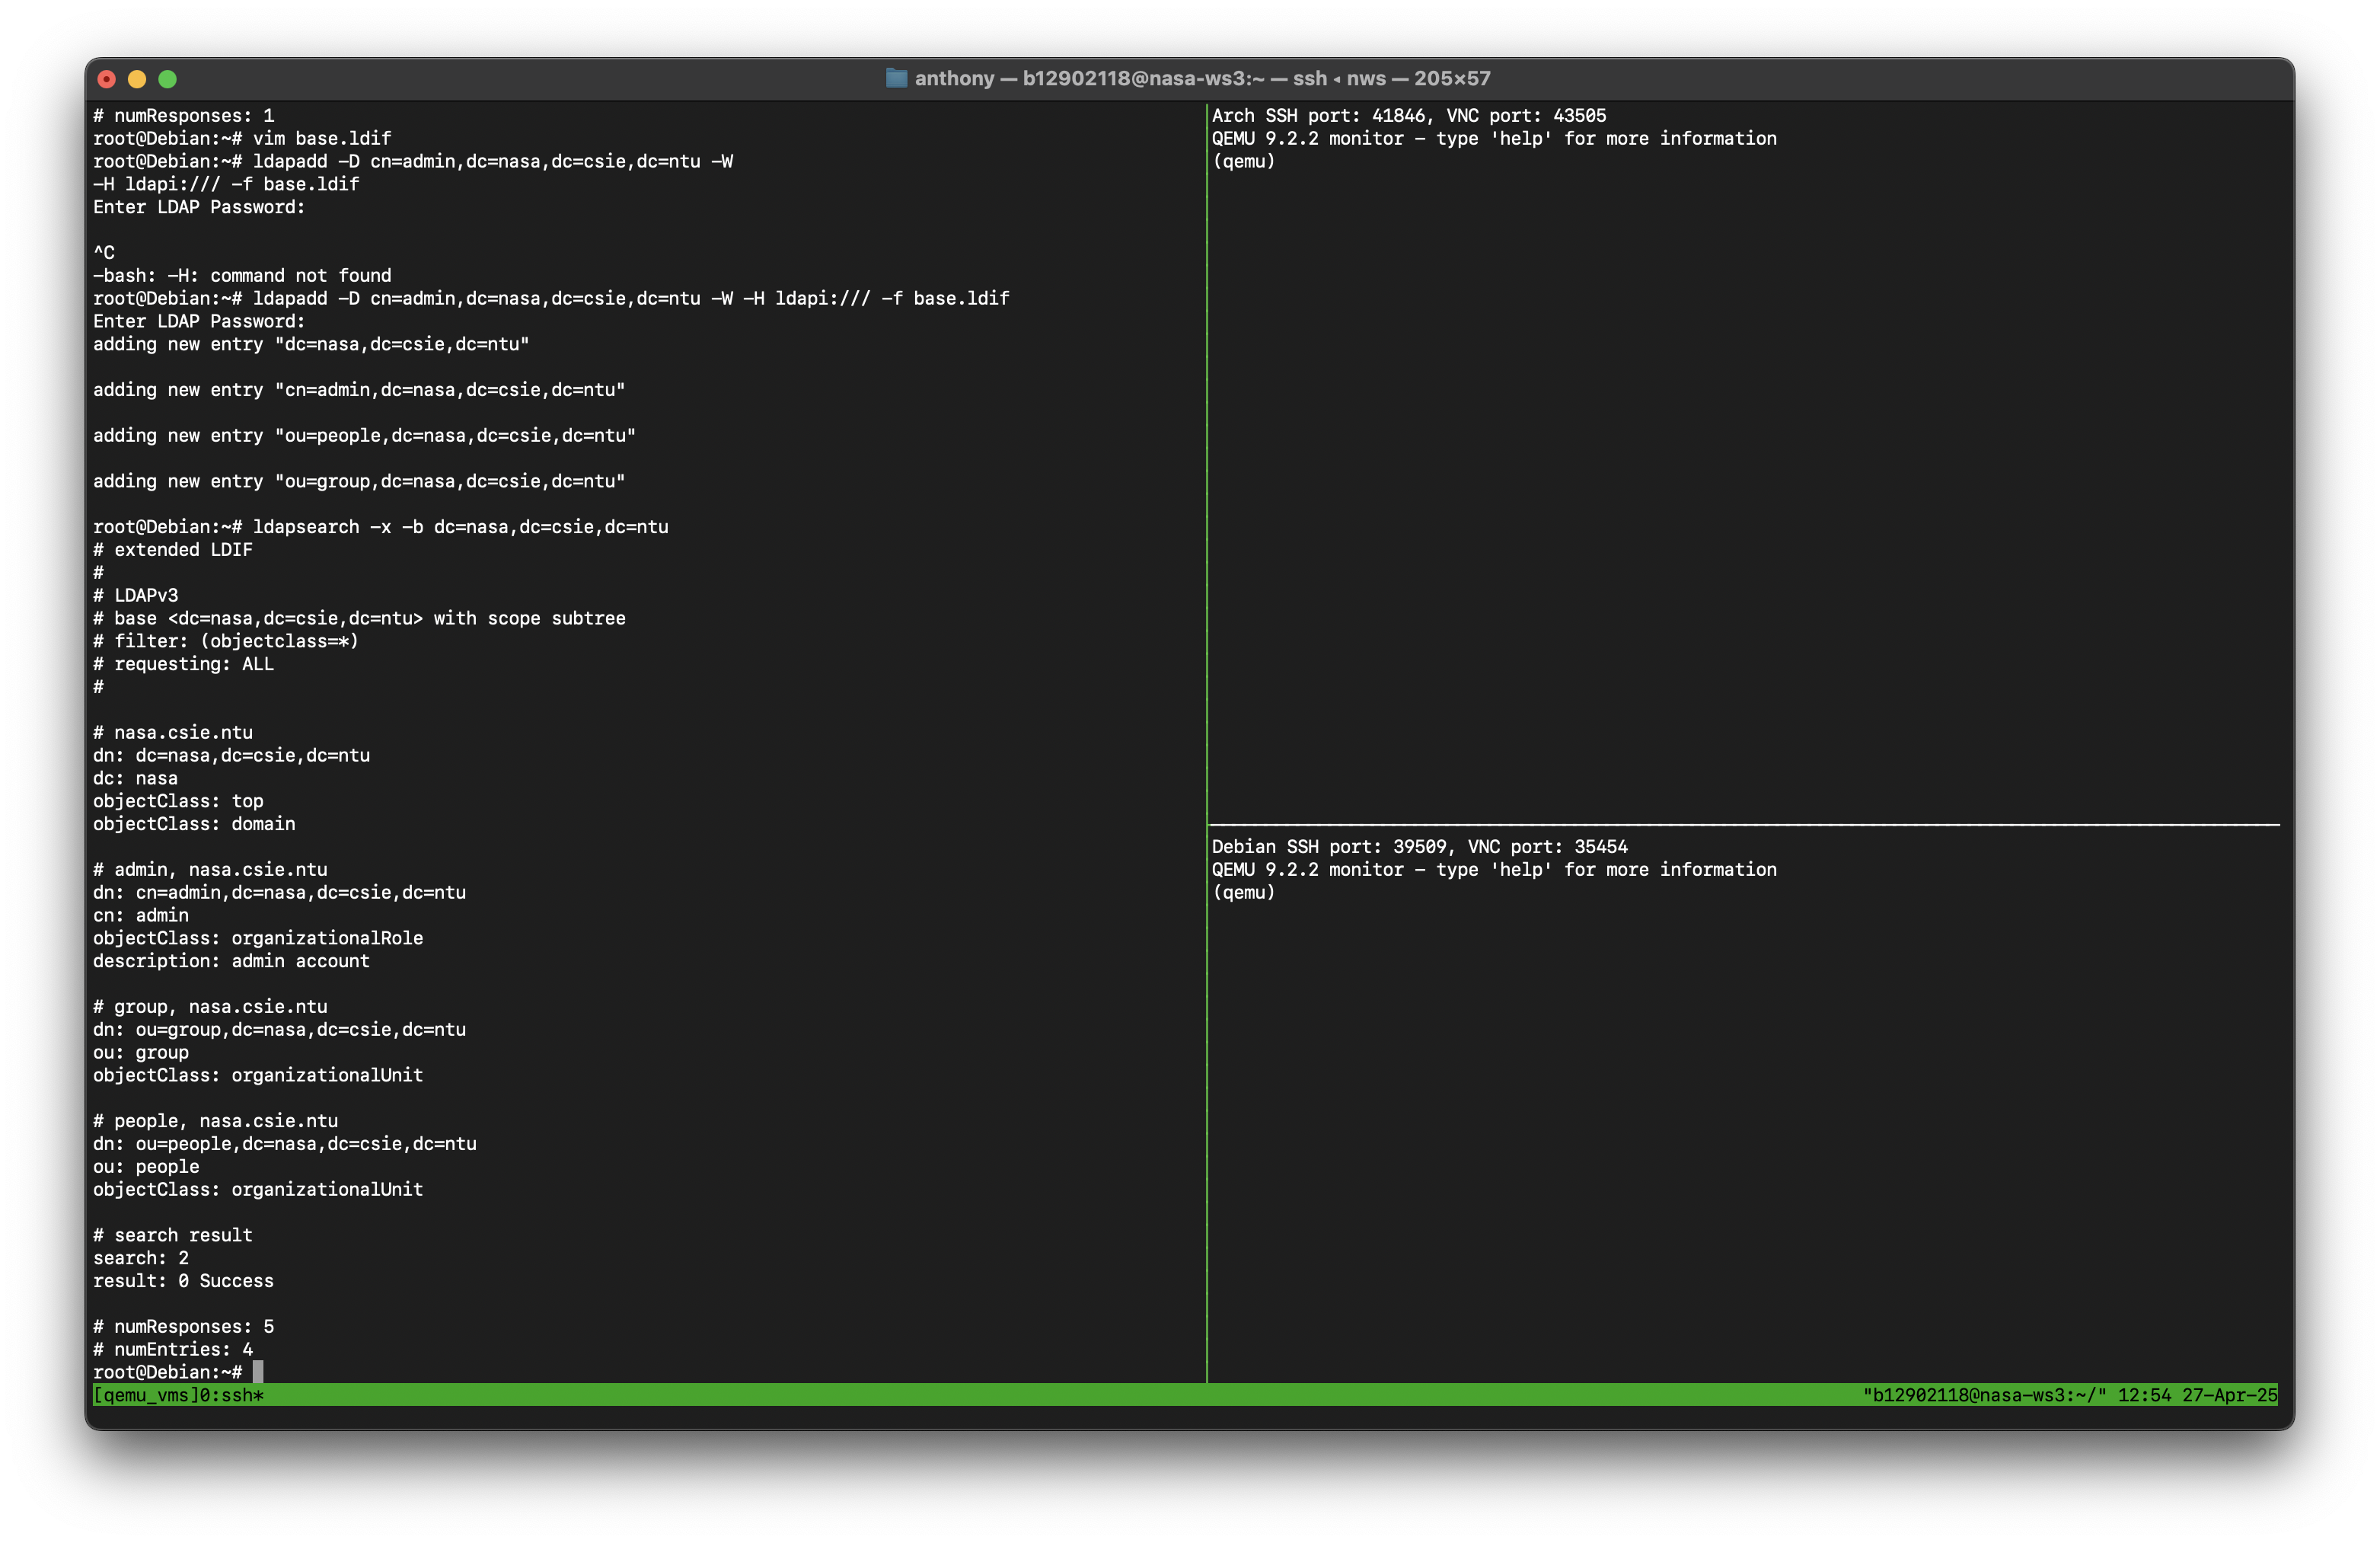 anthony — b12902118@nasa-ws3:~ — ssh ◂ nws — 205×57
# numResponses: 1
root@Debian:~# vim base.ldif
root@Debian:~# ldapadd -D cn=admin,dc=nasa,dc=csie,dc=ntu -W
-H ldapi:/// -f base.ldif
Enter LDAP Password:
^C
-bash: -H: command not found
root@Debian:~# ldapadd -D cn=admin,dc=nasa,dc=csie,dc=ntu -W -H ldapi:/// -f base.ldif
Enter LDAP Password:
adding new entry "dc=nasa,dc=csie,dc=ntu"
adding new entry "cn=admin,dc=nasa,dc=csie,dc=ntu"
adding new entry "ou=people,dc=nasa,dc=csie,dc=ntu"
adding new entry "ou=group,dc=nasa,dc=csie,dc=ntu"
root@Debian:~# ldapsearch -x -b dc=nasa,dc=csie,dc=ntu
# extended LDIF
#
# LDAPv3
# base <dc=nasa,dc=csie,dc=ntu> with scope subtree
# filter: (objectclass=*)
# requesting: ALL
#
# nasa.csie.ntu
dn: dc=nasa,dc=csie,dc=ntu
dc: nasa
objectClass: top
objectClass: domain
# admin, nasa.csie.ntu
dn: cn=admin,dc=nasa,dc=csie,dc=ntu
cn: admin
objectClass: organizationalRole
description: admin account
# group, nasa.csie.ntu
dn: ou=group,dc=nasa,dc=csie,dc=ntu
ou: group
objectClass: organizationalUnit
# people, nasa.csie.ntu
dn: ou=people,dc=nasa,dc=csie,dc=ntu
ou: people
objectClass: organizationalUnit
# search result
search: 2
result: 0 Success
# numResponses: 5
# numEntries: 4
root@Debian:~#
Arch SSH port: 41846, VNC port: 43505
QEMU 9.2.2 monitor - type 'help' for more information
(qemu)
Debian SSH port: 39509, VNC port: 35454
QEMU 9.2.2 monitor - type 'help' for more information
(qemu)
[qemu_vms]0:ssh* "b12902118@nasa-ws3:~/" 12:54 27-Apr-25